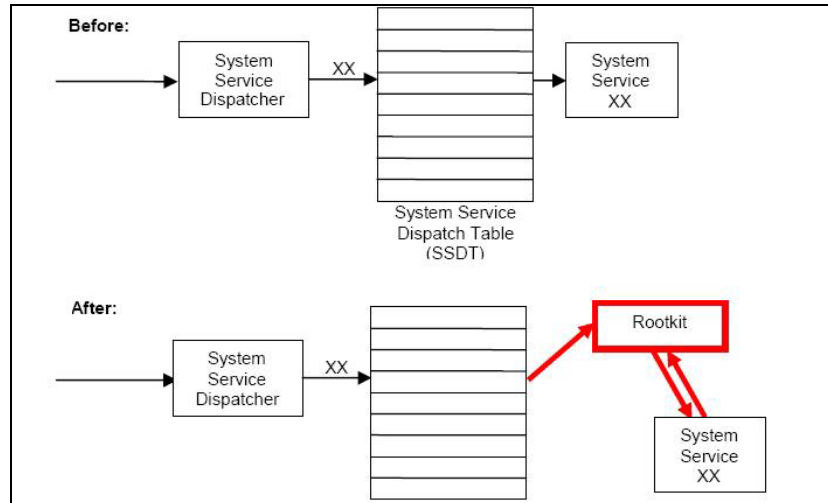 Before:
System
Service
Dispatcher
XX
System
Service
XX
System Service
Dispatch Table
(SSDT)
After:
System
Service
Dispatcher
XX
Rootkit
System
Service
XX